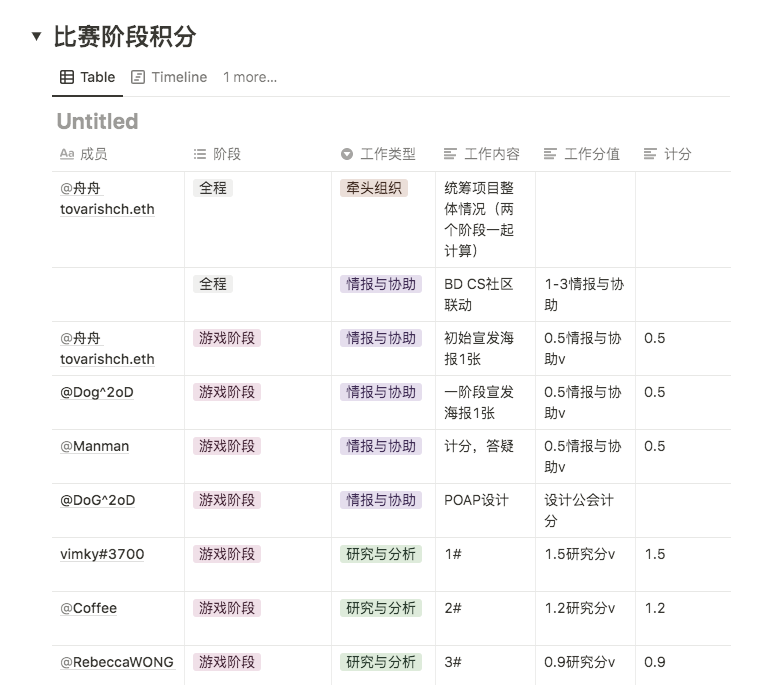 比赛阶段积分
Table Timeline 1 more...
Untitled
Aa 成员 阶段 工作类型 工作内容 工作分值 计分
@舟舟 全程 牵头组织 统筹项目整
tovarishch.eth 体情况（两
个阶段一起
计算）
全程 情报与协助 BD CS社区 1-3情报与协
联动 助
@舟舟 游戏阶段 情报与协助 初始宣发海 0.5情报与协 0.5
tovarishch.eth 报1张 助v
@Dog^2oD 游戏阶段 情报与协助 一阶段宣发 0.5情报与协 0.5
海报1张 助v
@Manman 游戏阶段 情报与协助 计分，答疑 0.5情报与协 0.5
助v
@DoG^2oD 游戏阶段 情报与协助 POAP设计 设计公会计
分
vimky#3700 游戏阶段 研究与分析 1# 1.5研究分v 1.5
@Coffee 游戏阶段 研究与分析 2# 1.2研究分v 1.2
@RebeccaWONG 游戏阶段 研究与分析 3# 0.9研究分v 0.9